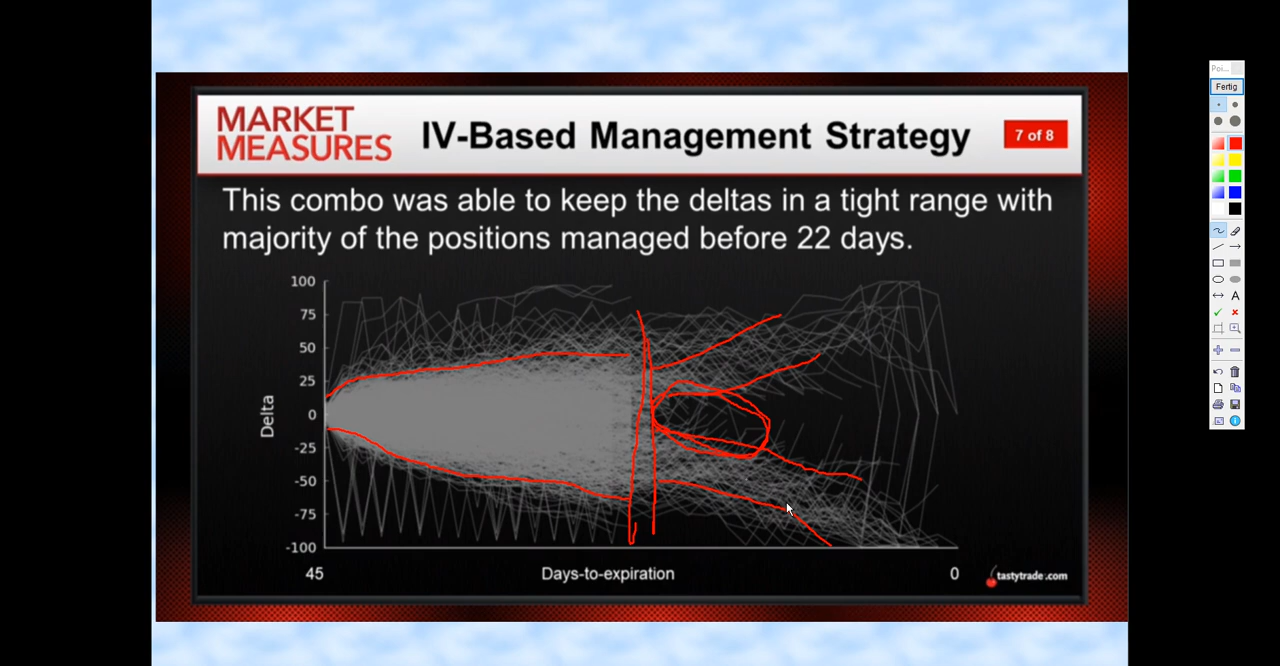 MARKET
MEASURES
IV-Based Management Strategy
7 of 8
This combo was able to keep the deltas in a tight range with
majority of the positions managed before 22 days.
100
75
50
25
0
-25
-50
-75
-100
Delta
45
Days-to-expiration
0
tastytrade.com
Poi...
Fertig
A